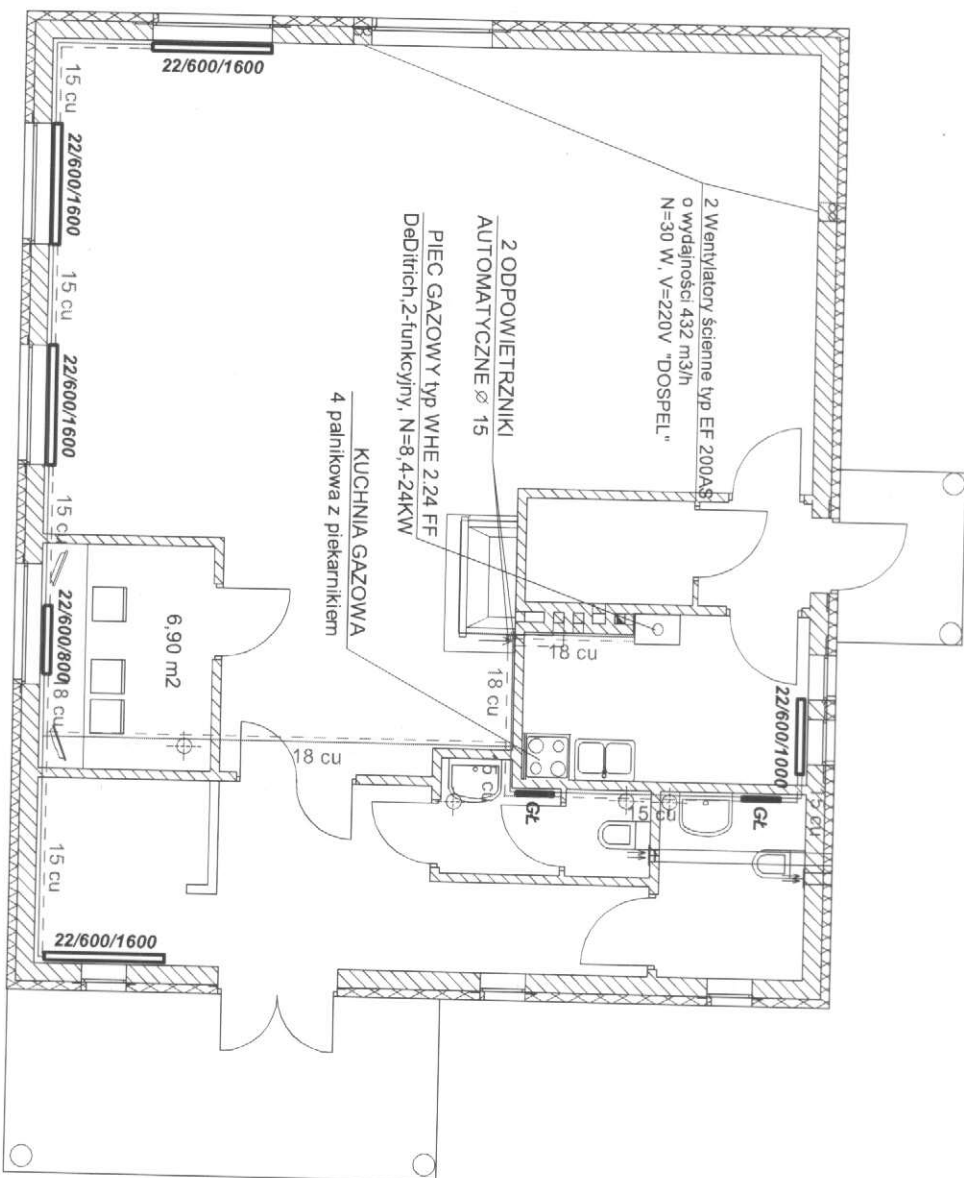 22/600/1600
15 cu
22/600/1600
15 cu
22/600/1600
15 c
22/600/800
18 cu
6,90 m2
15 cu
22/600/1600
2 Wentylatory ścienne typ EF 200AS
o wydajności 432 m3/h
N=30 W, V=220V "DOSPEL"
2 ODPOWIETRZNIKI
AUTOMATYCZNE ⌀ 15
PIEC GAZOWY typ WHE 2.24 FF
DeDitrich,2-funkcyjny, N=8,4-24KW
KUCHNIA GAZOWA
4 palnikowa z piekarnikiem
18 cu
18 cu
18 cu
22/600/1000
5 cu
GŁ
15 cu
GŁ
15 cu